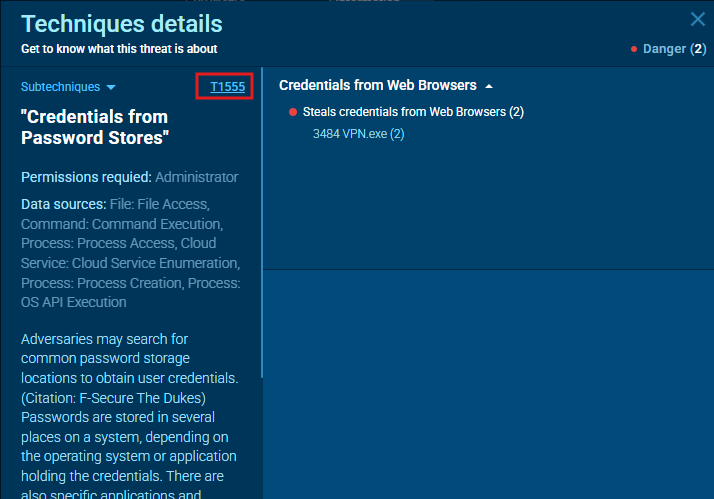 Techniques details
Get to know what this threat is about
Danger (2)
Subtechniques
T1555
"Credentials from
Password Stores"
Permissions requied: Administrator
Data sources: File: File Access,
Command: Command Execution,
Process: Process Access, Cloud
Service: Cloud Service Enumeration,
Process: Process Creation, Process:
OS API Execution
Adversaries may search for
common password storage
locations to obtain user credentials.
(Citation: F-Secure The Dukes)
Passwords are stored in several
places on a system, depending on
the operating system or application
holding the credentials. There are
also specific applications and
Credentials from Web Browsers
Steals credentials from Web Browsers (2)
3484 VPN.exe (2)